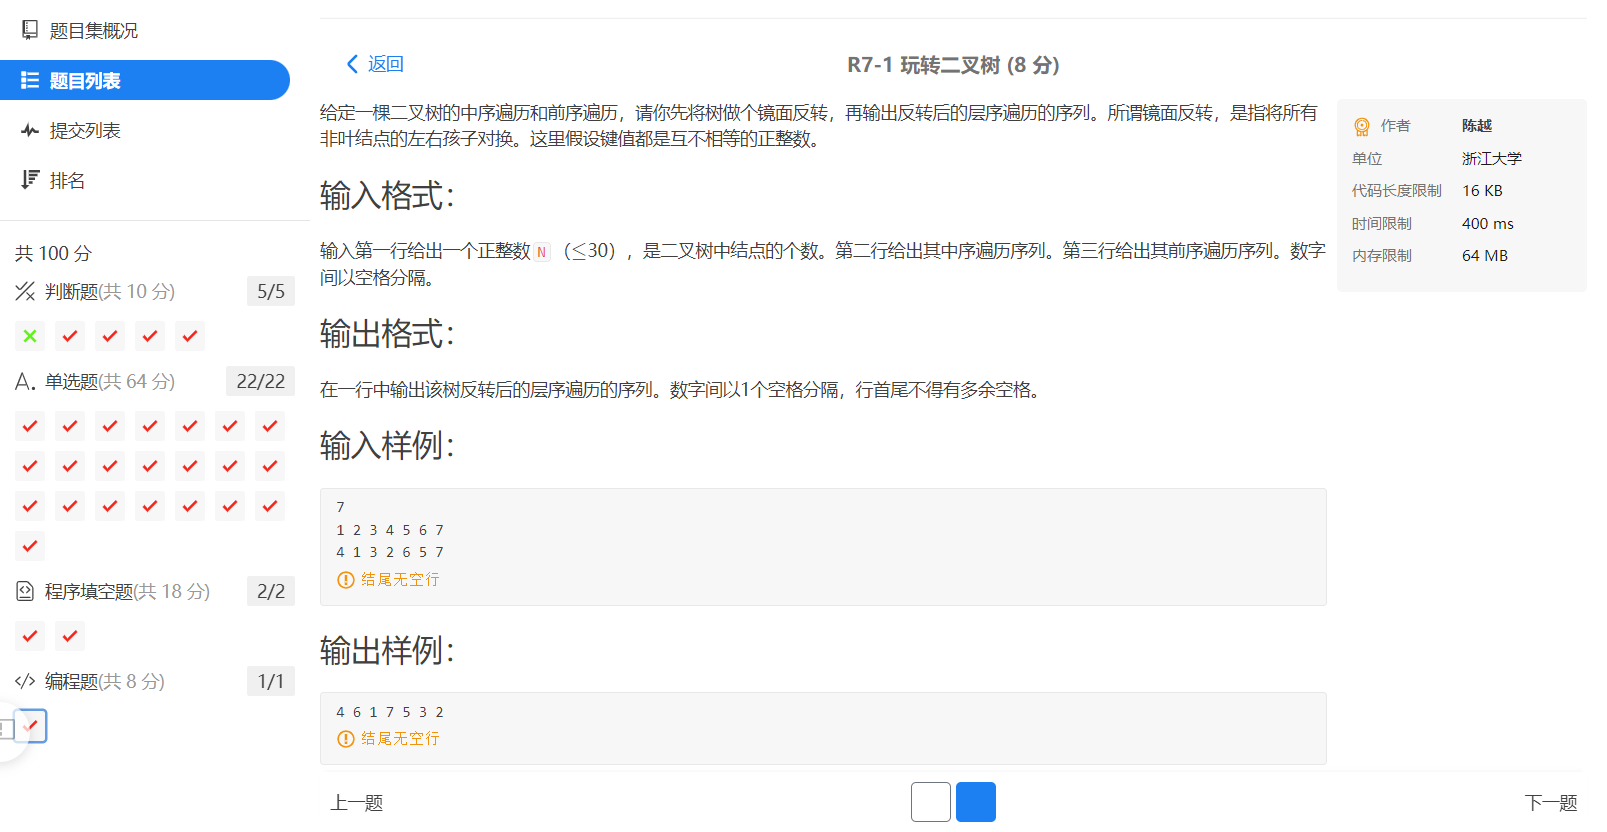 题目集概况
题目列表
提交列表
排名
共 100 分
判断题(共 10 分) 5/5
单选题(共 64 分) 22/22
程序填空题(共 18 分) 2/2
编程题(共 8 分) 1/1
返回
R7-1 玩转二叉树 (8 分)
给定一棵二叉树的中序遍历和前序遍历，请你先将树做个镜面反转，再输出反转后的层序遍历的序列。所谓镜面反转，是指将所有
非叶结点的左右孩子对换。这里假设键值都是互不相等的正整数。
输入格式：
输入第一行给出一个正整数N（≤30），是二叉树中结点的个数。第二行给出其中序遍历序列。第三行给出其前序遍历序列。数字
间以空格分隔。
输出格式：
在一行中输出该树反转后的层序遍历的序列。数字间以1个空格分隔，行首尾不得有多余空格。
输入样例：
7
1 2 3 4 5 6 7
4 1 3 2 6 5 7
结尾无空行
输出样例：
4 6 1 7 5 3 2
结尾无空行
作者 陈越
单位 浙江大学
代码长度限制 16 KB
时间限制 400 ms
内存限制 64 MB
上一题
下一题